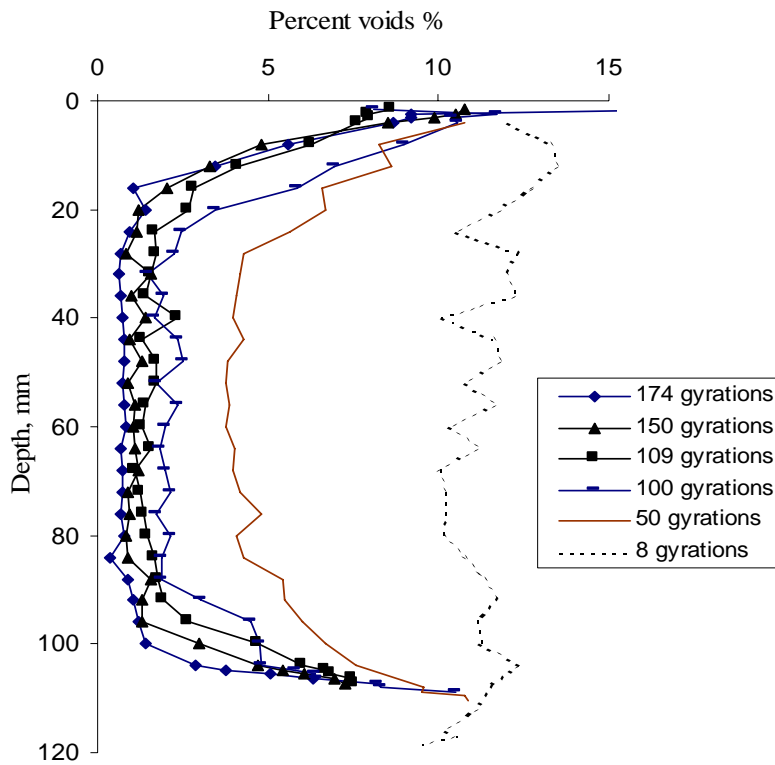 Percent voids %
0 5 10 15
0
20
40
60
80
100
120
Depth, mm
174 gyrations
150 gyrations
109 gyrations
100 gyrations
50 gyrations
8 gyrations